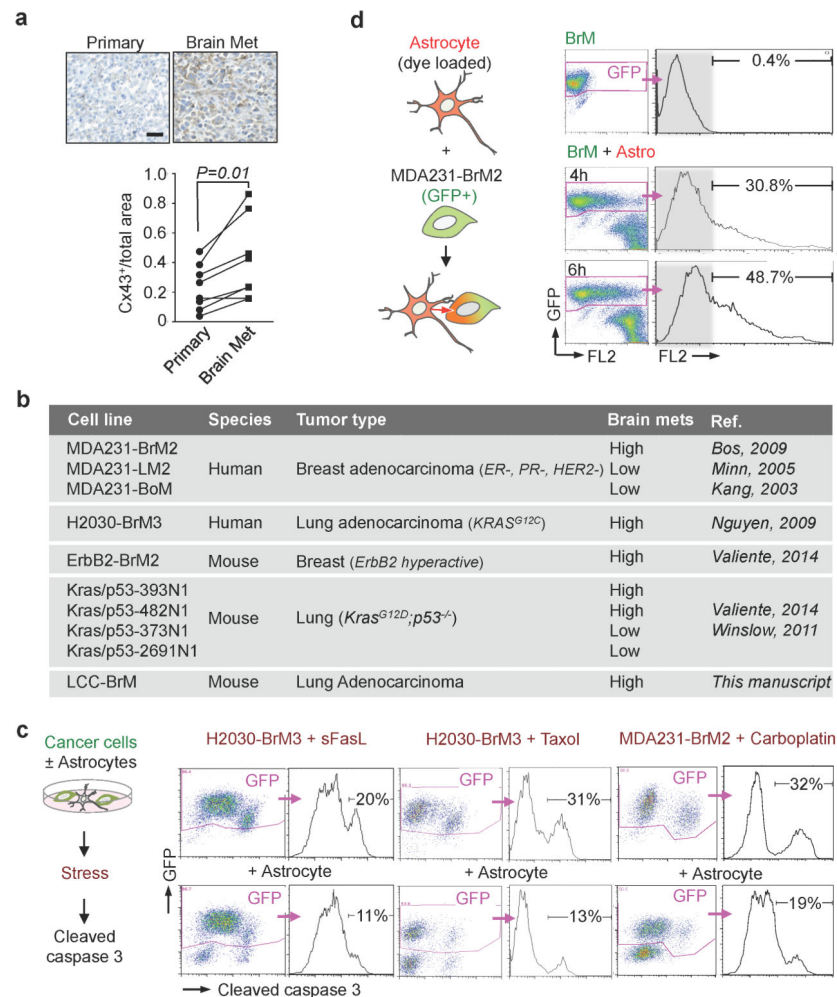 a
Primary Brain Met
P=0.01
Cx43⁺/total area
1.0
0.8
0.6
0.4
0.2
0
Primary
Brain Met
d
Astrocyte
(dye loaded)
+
MDA231-BrM2
(GFP+)
BrM
GFP
0.4%
BrM + Astro
4h
30.8%
6h
48.7%
GFP
FL2
FL2
b
Cell line Species Tumor type Brain mets Ref.
MDA231-BrM2 High Bos, 2009
MDA231-LM2 Human Breast adenocarcinoma (ER-, PR-, HER2-) Low Minn, 2005
MDA231-BoM Low Kang, 2003
H2030-BrM3 Human Lung adenocarcinoma (KRAS^G12C) High Nguyen, 2009
ErbB2-BrM2 Mouse Breast (ErbB2 hyperactive) High Valiente, 2014
Kras/p53-393N1 High
Kras/p53-482N1 Mouse Lung (Kras^G12D;p53^-/-) High Valiente, 2014
Kras/p53-373N1 Low Winslow, 2011
Kras/p53-2691N1 Low
LCC-BrM Mouse Lung Adenocarcinoma High This manuscript
c
Cancer cells
± Astrocytes
Stress
Cleaved
caspase 3
H2030-BrM3 + sFasL H2030-BrM3 + Taxol MDA231-BrM2 + Carboplatin
GFP 20% GFP 31% GFP 32%
+ Astrocyte + Astrocyte + Astrocyte
GFP 11% GFP 13% GFP 19%
GFP
Cleaved caspase 3